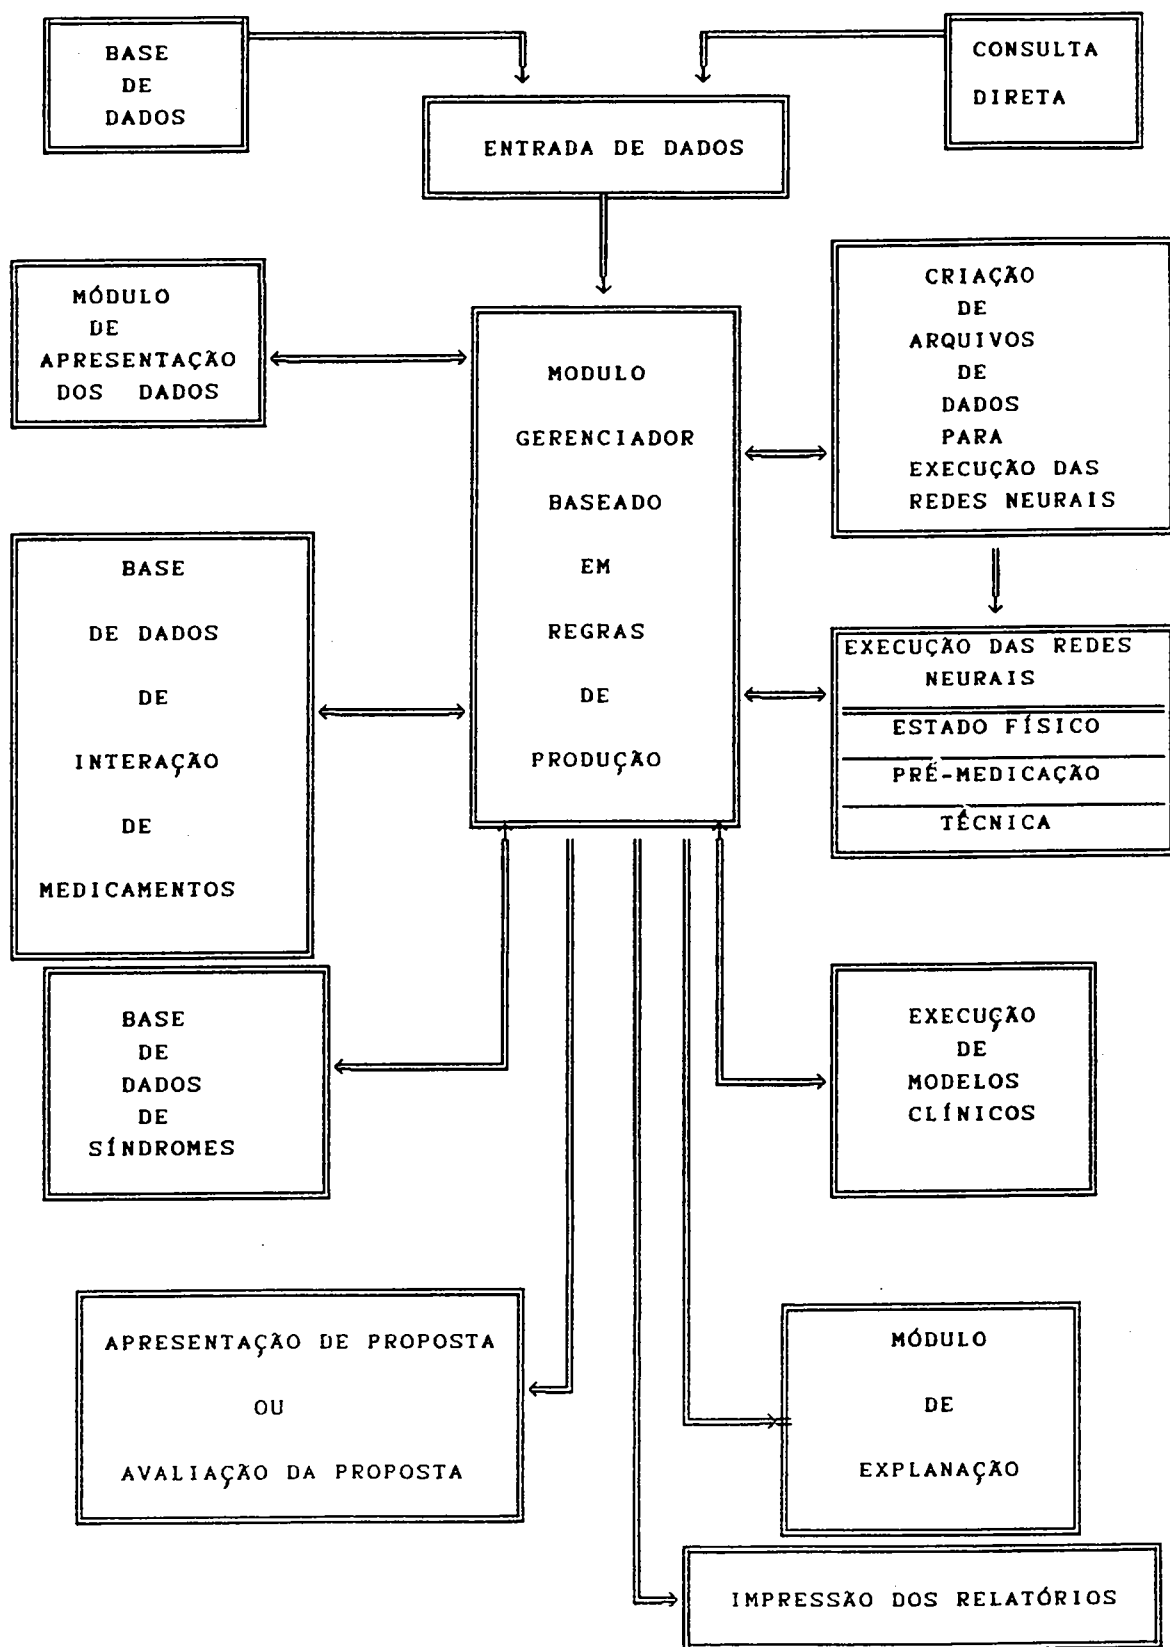 BASE
DE
DADOS
CONSULTA
DIRETA
ENTRADA DE DADOS
MÓDULO
DE
APRESENTAÇÃO
DOS DADOS
MODULO
GERENCIADOR
BASEADO
EM
REGRAS
DE
PRODUÇÃO
CRIAÇÃO
DE
ARQUIVOS
DE
DADOS
PARA
EXECUÇÃO DAS
REDES NEURAIS
BASE
DE DADOS
DE
INTERAÇÃO
DE
MEDICAMENTOS
EXECUÇÃO DAS REDES
NEURAIS
ESTADO FÍSICO
PRÉ-MEDICAÇÃO
TÉCNICA
BASE
DE
DADOS
DE
SÍNDROMES
EXECUÇÃO
DE
MODELOS
CLÍNICOS
APRESENTAÇÃO DE PROPOSTA
OU
AVALIAÇÃO DA PROPOSTA
MÓDULO
DE
EXPLANAÇÃO
IMPRESSÃO DOS RELATÓRIOS